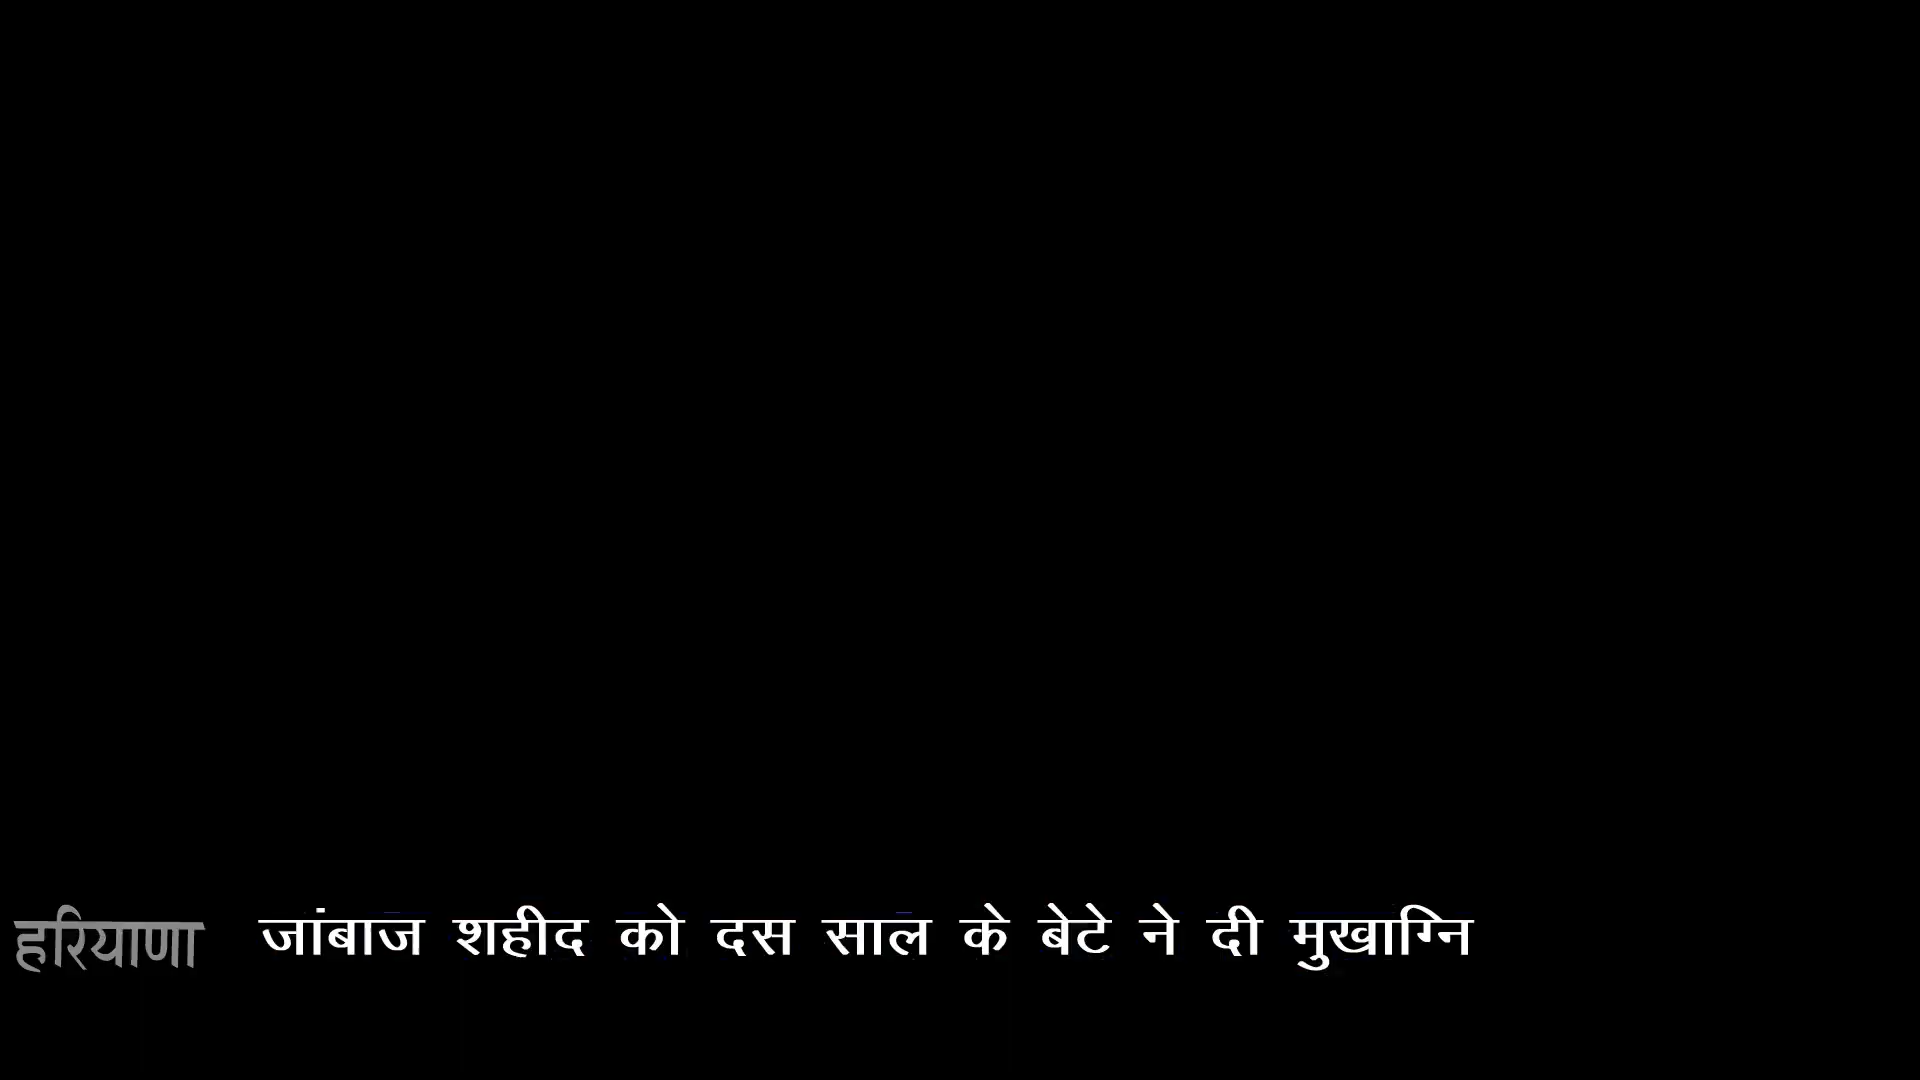 हरियाणा जांबाज शहीद को दस साल के बेटे ने दी मुखाग्नि